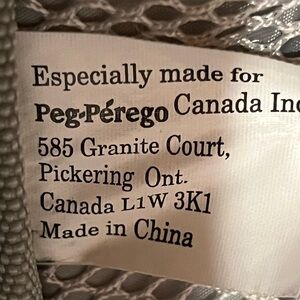 Especially made for
Peg-Pérego Canada Inc
585 Granite Court,
Pickering Ont.
Canada L1W 3K1
Made in China